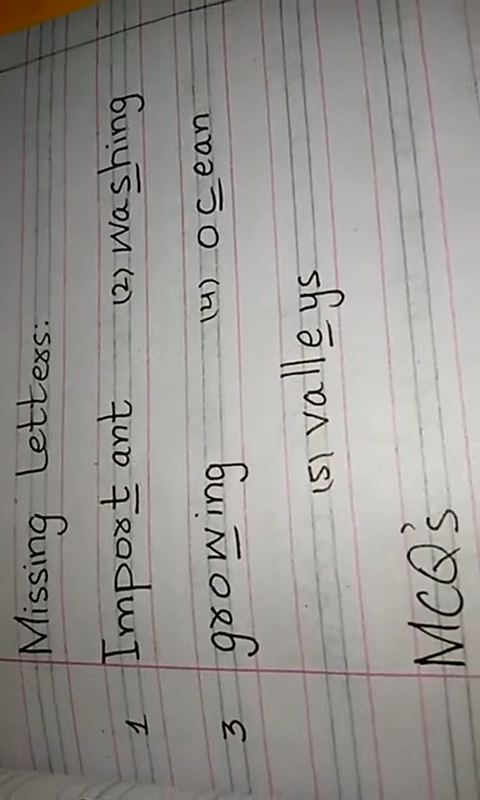 Missing Letters:
1 Important (2) Washing
3 growing (4) Ocean
(5) Valleys
MCQ's